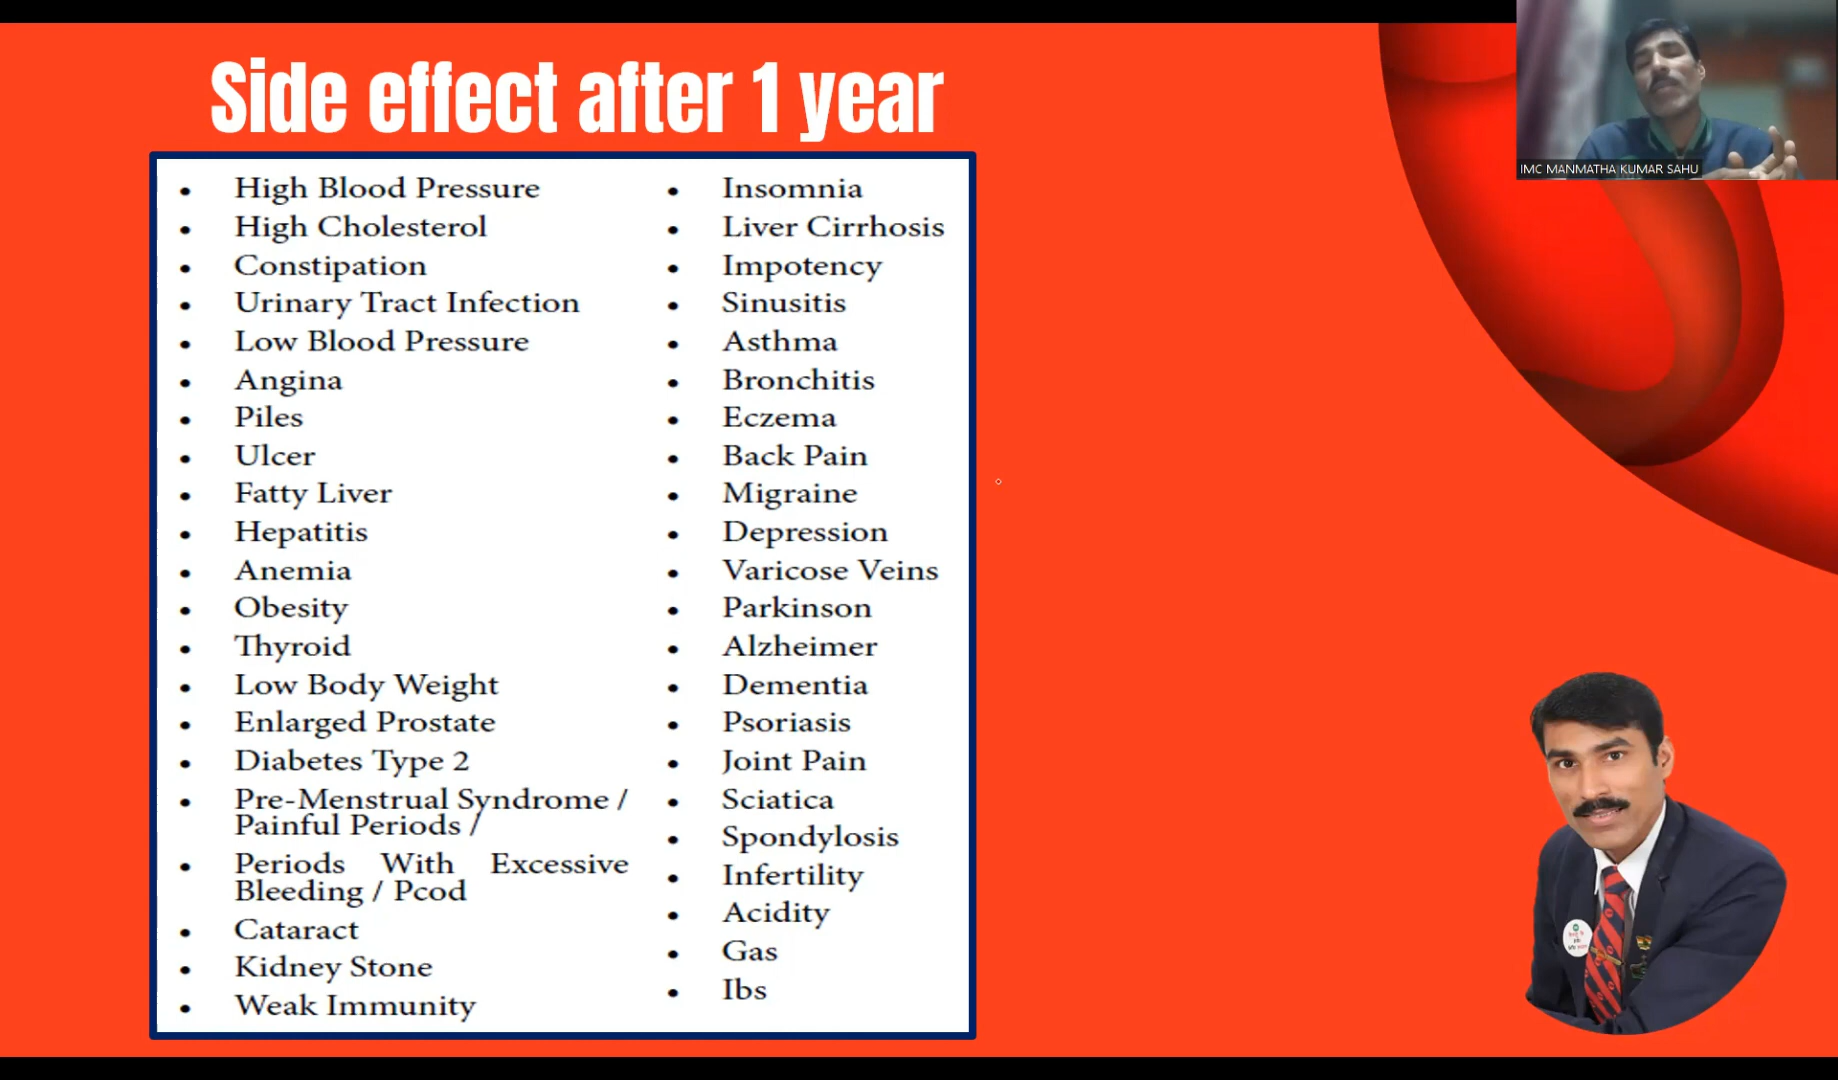 Side effect after 1 year
IMC MANMATHA KUMAR SAHU
• High Blood Pressure
• High Cholesterol
• Constipation
• Urinary Tract Infection
• Low Blood Pressure
• Angina
• Piles
• Ulcer
• Fatty Liver
• Hepatitis
• Anemia
• Obesity
• Thyroid
• Low Body Weight
• Enlarged Prostate
• Diabetes Type 2
• Pre-Menstrual Syndrome /
Painful Periods /
• Periods With Excessive
Bleeding / Pcod
• Cataract
• Kidney Stone
• Weak Immunity
• Insomnia
• Liver Cirrhosis
• Impotency
• Sinusitis
• Asthma
• Bronchitis
• Eczema
• Back Pain
• Migraine
• Depression
• Varicose Veins
• Parkinson
• Alzheimer
• Dementia
• Psoriasis
• Joint Pain
• Sciatica
• Spondylosis
• Infertility
• Acidity
• Gas
• Ibs